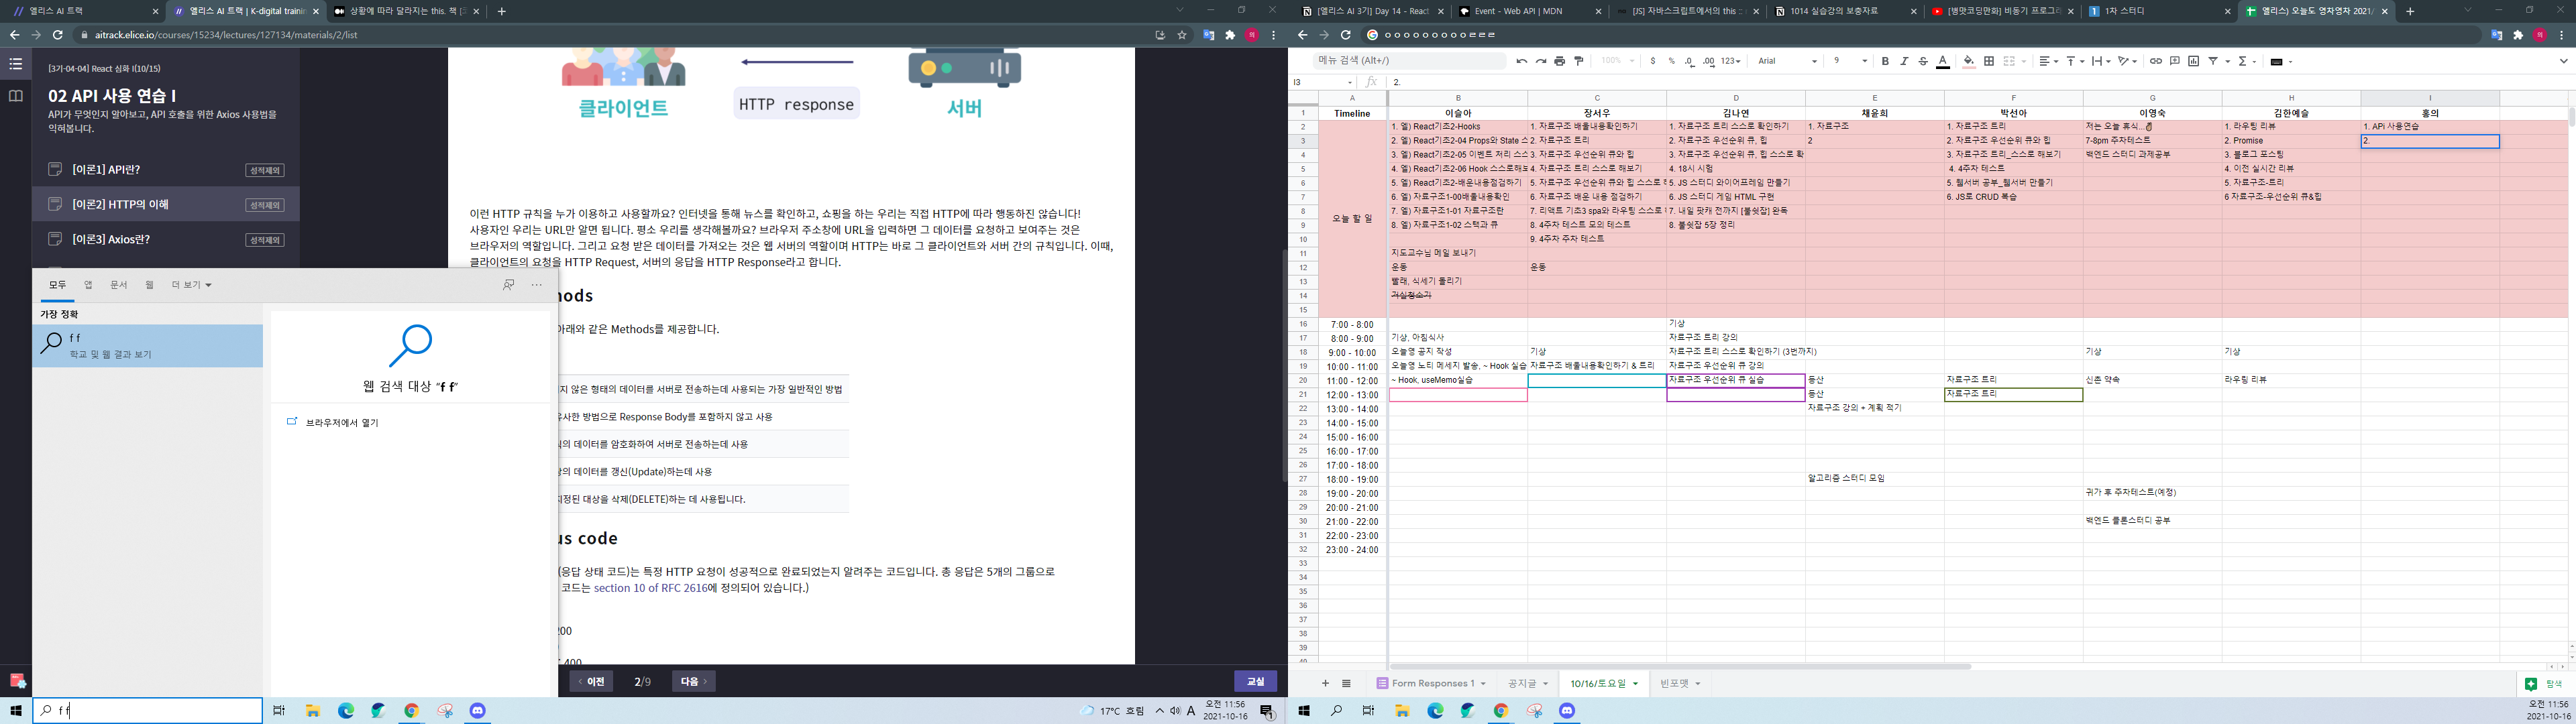 앨리스 AI 트랙
앨리스 AI 트랙 | K-digital trainin
상황에 따라 달라지는 this. 책 [코
aitrack.elice.io/courses/15234/lectures/127134/materials/2/list
[3기-04-04] React 심화 I(10/15)
02 API 사용 연습 I
API가 무엇인지 알아보고, API 호출을 위한 Axios 사용법을
익혀봅니다.
[이론1] API란?
성적제외
[이론2] HTTP의 이해
성적제외
[이론3] Axios란?
성적제외
클라이언트
HTTP response
서버
이런 HTTP 규칙을 누가 이용하고 사용할까요? 인터넷을 통해 뉴스를 확인하고, 쇼핑을 하는 우리는 직접 HTTP에 따라 행동하진 않습니다!
사용자인 우리는 URL만 알면 됩니다. 평소 우리를 생각해볼까요? 브라우저 주소창에 URL을 입력하면 그 데이터를 요청하고 보여주는 것은
브라우저의 역할입니다. 그리고 요청 받은 데이터를 가져오는 것은 웹 서버의 역할이며 HTTP는 바로 그 클라이언트와 서버 간의 규칙입니다. 이때,
클라이언트의 요청을 HTTP Request, 서버의 응답을 HTTP Response라고 합니다.
nods
아래와 같은 Methods를 제공합니다.
지 않은 형태의 데이터를 서버로 전송하는데 사용되는 가장 일반적인 방법
유사한 방법으로 Response Body를 포함하지 않고 사용
식의 데이터를 암호화하여 서버로 전송하는데 사용
상의 데이터를 갱신(Update)하는데 사용
지정된 대상을 삭제(DELETE)하는 데 사용됩니다.
us code
(응답 상태 코드)는 특정 HTTP 요청이 성공적으로 완료되었는지 알려주는 코드입니다. 총 응답은 5개의 그룹으로
코드는 section 10 of RFC 2616에 정의되어 있습니다.)
200
400
이전
2/9
다음
교실
모두 앱 문서 웹 더 보기
가장 정확
f f
학교 및 웹 결과 보기
웹 검색 대상 "f f"
브라우저에서 열기
f f
17°C 흐림
A
오전 11:56
2021-10-16
[앨리스 AI 3기] Day 14 - React
Event - Web API | MDN
[JS] 자바스크립트에서의 this ::
1014 실습강의 보충자료
[병맛코딩만화] 비동기 프로그래
1차 스터디
앨리스) 오늘도 영차영차 2021/
ㅇㅇㅇㅇㅇㅇㅇㅇㅇㄹㄹㄹ
메뉴 검색 (Alt+/)
100% $ % .0 .00 123 Arial 9 B I S A
I3 fx 2.
A B C D E F G H I
1 Timeline 이슬아 장서우 김나연 채윤희 박선아 이영숙 김한예슬 홍의
2 1. 엘) React기초2-Hooks 1. 자료구조 배울내용확인하기 1. 자료구조 트리 스스로 확인하기 1. 자료구조 1. 자료구조 트리 저는 오늘 휴식... 1. 라우팅 리뷰 1. APi 사용연습
3 2. 엘) React기초2-04 Props와 State 스 2. 자료구조 트리 2. 자료구조 우선순위 큐, 힙 2 2. 자료구조 우선순위 큐와 힙 7-8pm 주차테스트 2. Promise 2.
4 3. 엘) React기초2-05 이벤트 처리 스스 3. 자료구조 우선순위 큐와 힙 3. 자료구조 우선순위 큐, 힙 스스로 확 3. 자료구조 트리_스스로 해보기 백엔드 스터디 과제공부 3. 블로그 포스팅
5 4. 엘) React기초2-06 Hook 스스로해보 4. 자료구조 트리 스스로 해보기 4. 18시 시험 4. 4주차 테스트 4. 이전 실시간 리뷰
6 5. 엘) React기초2-배운내용점검하기 5. 자료구조 우선순위 큐와 힙 스스로 해 5. JS 스터디 와이어프레임 만들기 5. 웹서버 공부_웹서버 만들기 5. 자료구조-트리
7 6. 엘) 자료구조1-00배울내용확인 6. 자료구조 배운 내용 점검하기 6. JS 스터디 게임 HTML 구현 6. JS로 CRUD 복습 6 자료구조-우선순위 큐&힙
8 오늘 할 일 7. 엘) 자료구조1-01 자료구조란 7. 리액트 기초3 spa와 라우팅 스스로 7. 내일 팟캐 전까지 [불쉿잡] 완독
9 8. 엘) 자료구조1-02 스택과 큐 8. 4주차 테스트 모의 테스트 8. 불쉿잡 5장 정리
10 9. 4주차 주차 테스트
11 지도교수님 메일 보내기
12 운동 운동
13 빨래, 식세기 돌리기
14 거실청소기
15
16 7:00 - 8:00 기상
17 8:00 - 9:00 기상, 아침식사 자료구조 트리 강의
18 9:00 - 10:00 오늘영 공지 작성 기상 자료구조 트리 스스로 확인하기 (3번까지) 기상 기상
19 10:00 - 11:00 오늘영 노티 메세지 발송, ~ Hook 실습 자료구조 배울내용확인하기 & 트리 자료구조 우선순위 큐 강의
20 11:00 - 12:00 ~ Hook, useMemo실습 자료구조 우선순위 큐 실습 등산 자료구조 트리 신촌 약속 라우팅 리뷰
21 12:00 - 13:00 등산 자료구조 트리
22 13:00 - 14:00 자료구조 강의 + 계획 적기
23 14:00 - 15:00
24 15:00 - 16:00
25 16:00 - 17:00
26 17:00 - 18:00
27 18:00 - 19:00 알고리즘 스터디 모임
28 19:00 - 20:00 귀가 후 주차테스트(예정)
29 20:00 - 21:00
30 21:00 - 22:00 백엔드 클론스터디 공부
31 22:00 - 23:00
32 23:00 - 24:00
33
34
35
36
37
38
39
40
Form Responses 1 공지글 10/16/토요일 빈포맷
탐색
오전 11:56
2021-10-16